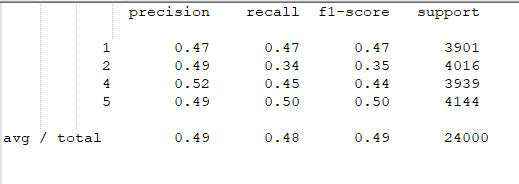 precision recall f1-score support
1 0.47 0.47 0.47 3901
2 0.49 0.34 0.35 4016
4 0.52 0.45 0.44 3939
5 0.49 0.50 0.50 4144
avg / total 0.49 0.48 0.49 24000